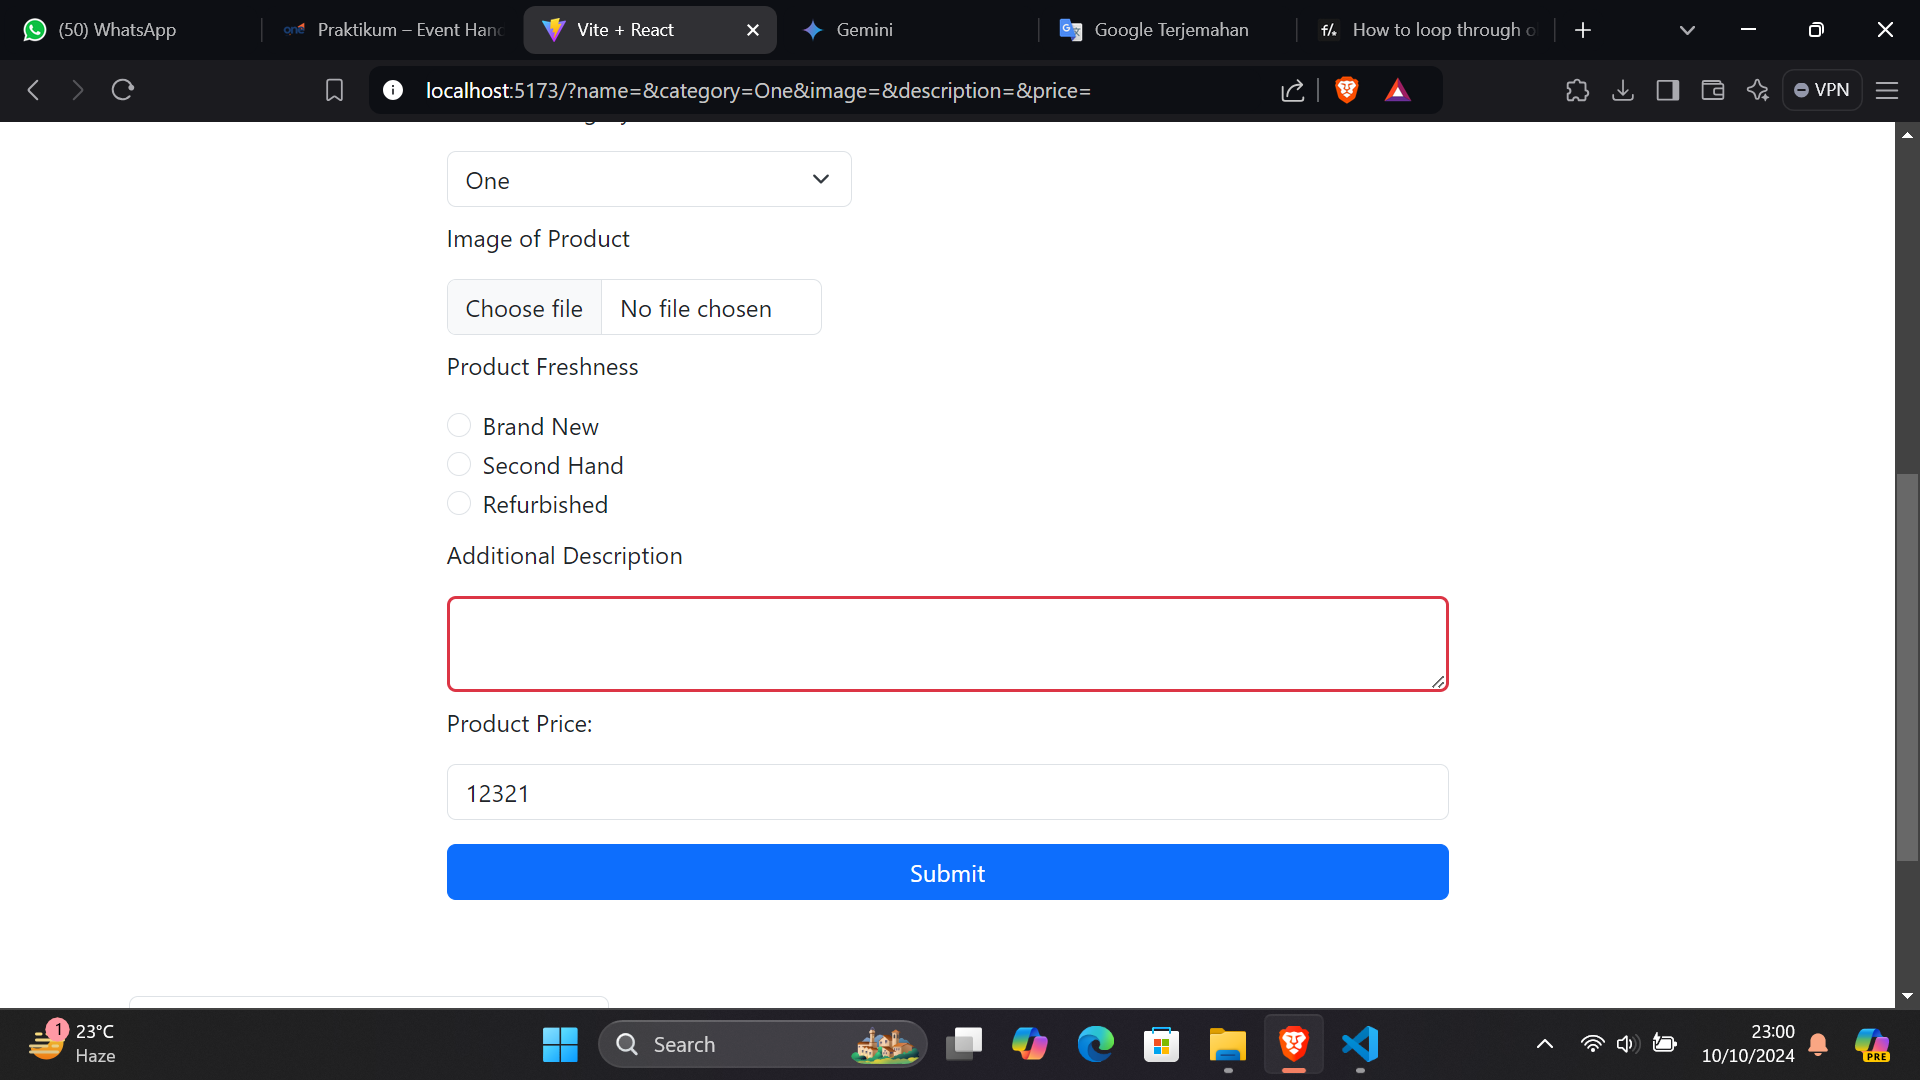 (50) WhatsApp
Praktikum – Event Hand
Vite + React
Gemini
Google Terjemahan
How to loop through o
localhost:5173/?name=&category=One&image=&description=&price=
VPN
One
Image of Product
Choose file
No file chosen
Product Freshness
Brand New
Second Hand
Refurbished
Additional Description
Product Price:
12321
Submit
1
23°C
Haze
Search
23:00
10/10/2024
PRE